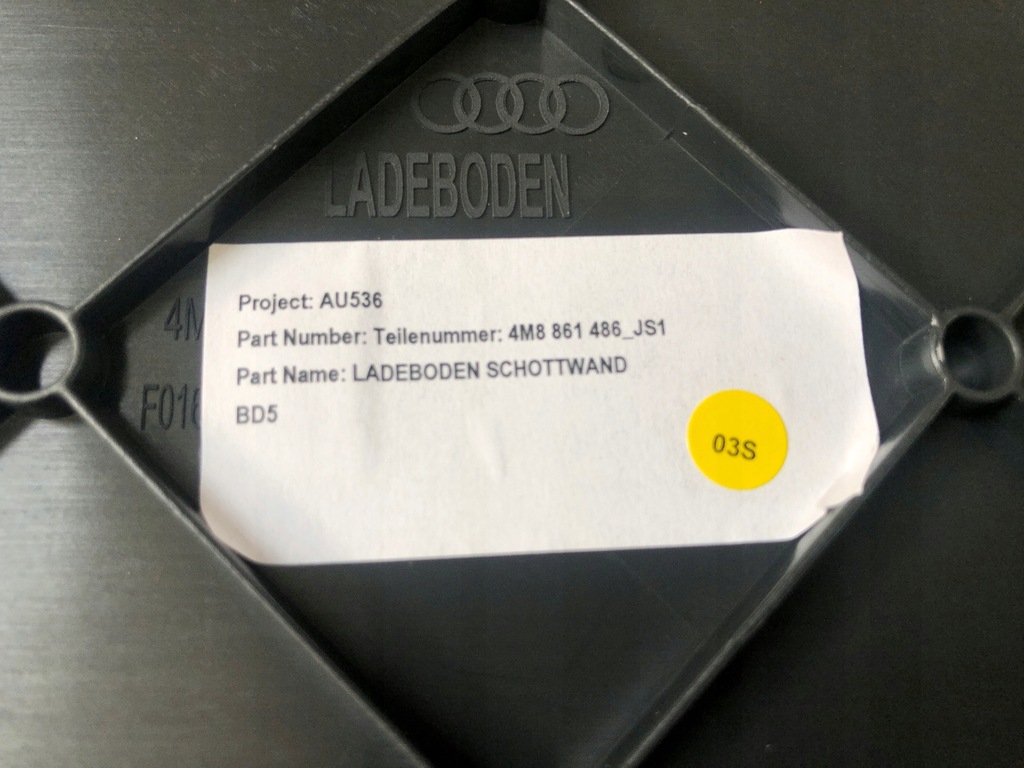 LADEBODEN
Project: AU536
Part Number: Teilenummer: 4M8 861 486_JS1
Part Name: LADEBODEN SCHOTTWAND
BD5
03S